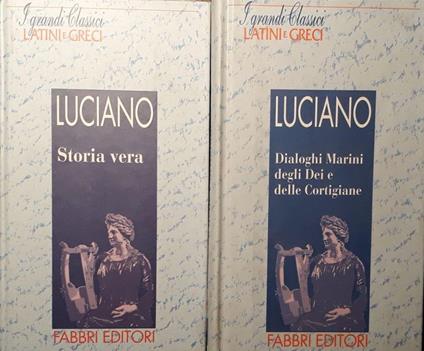 I grandi Classici
LATINI E GRECI
LUCIANO
Storia vera
FABBRI EDITORI
I grandi Classici
LATINI E GRECI
LUCIANO
Dialoghi Marini
degli Dei e
delle Cortigiane
FABBRI EDITORI